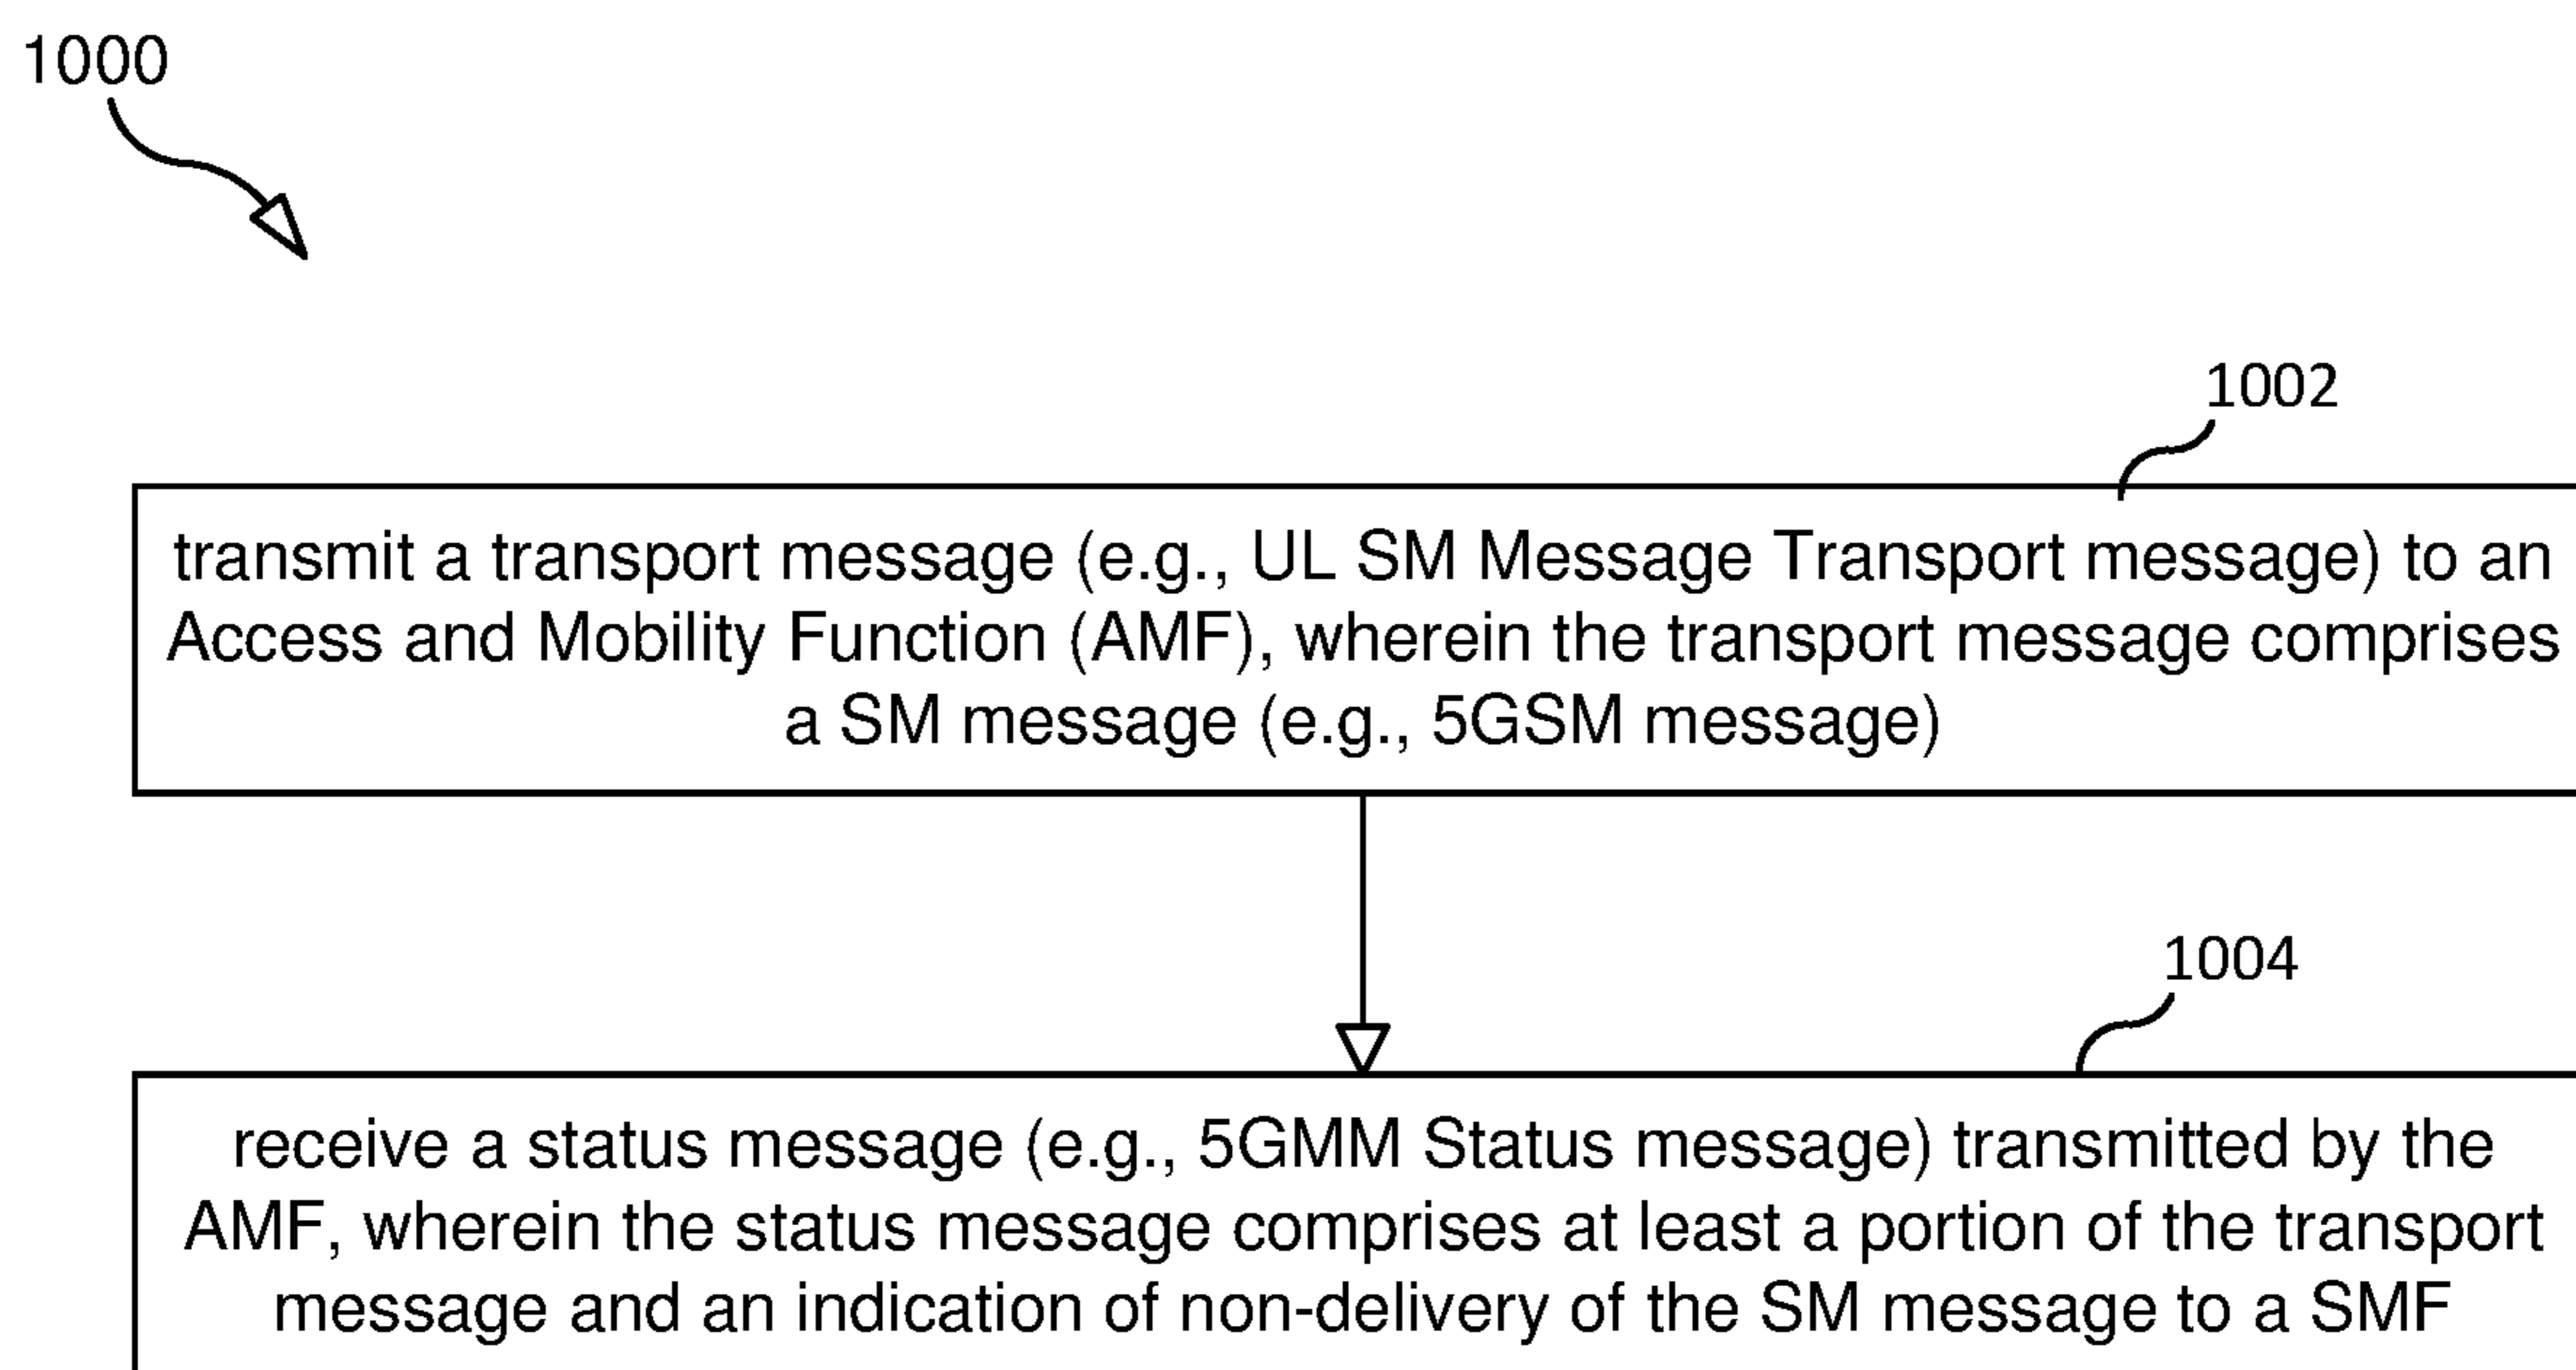 1000
1002
transmit a transport message (e.g., UL SM Message Transport message) to an
Access and Mobility Function (AMF), wherein the transport message comprises
a SM message (e.g., 5GSM message)
1004
receive a status message (e.g., 5GMM Status message) transmitted by the
AMF, wherein the status message comprises at least a portion of the transport
message and an indication of non-delivery of the SM message to a SMF